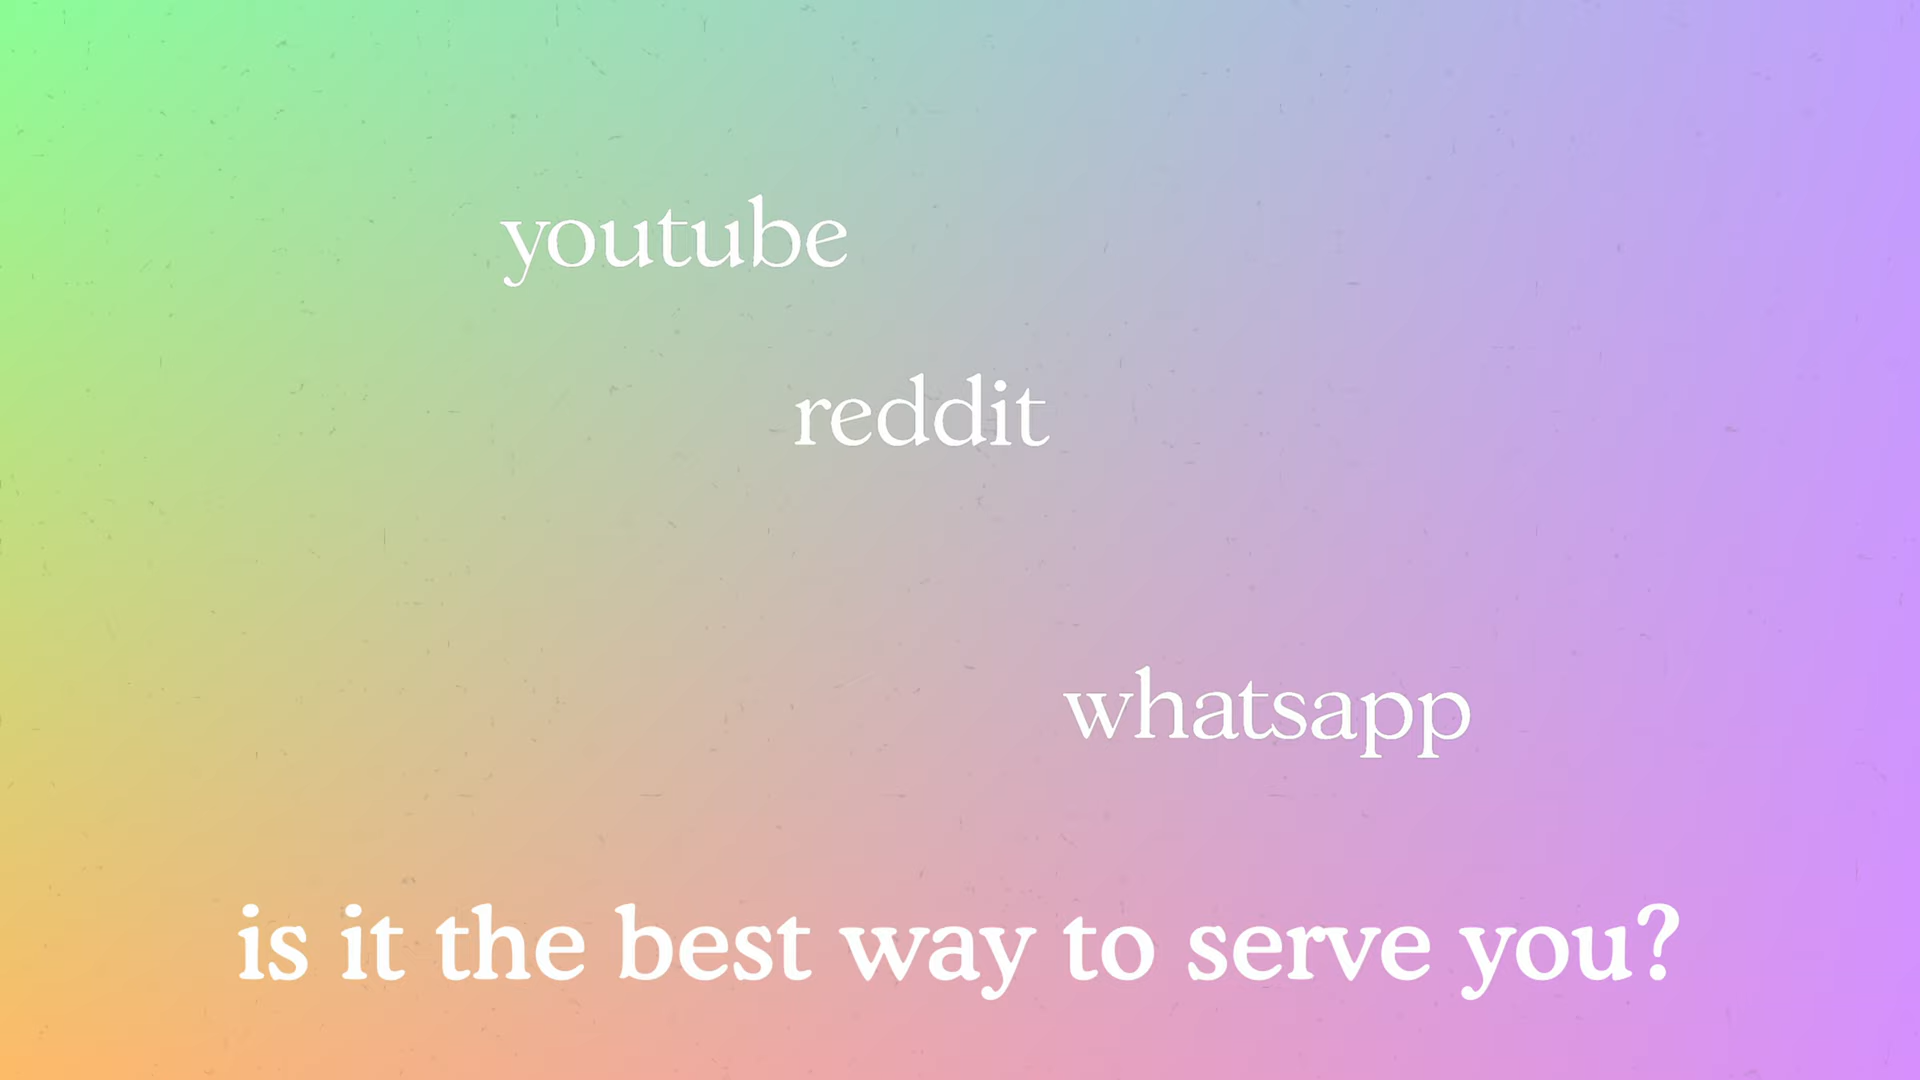 youtube
reddit
whatsapp
is it the best way to serve you?